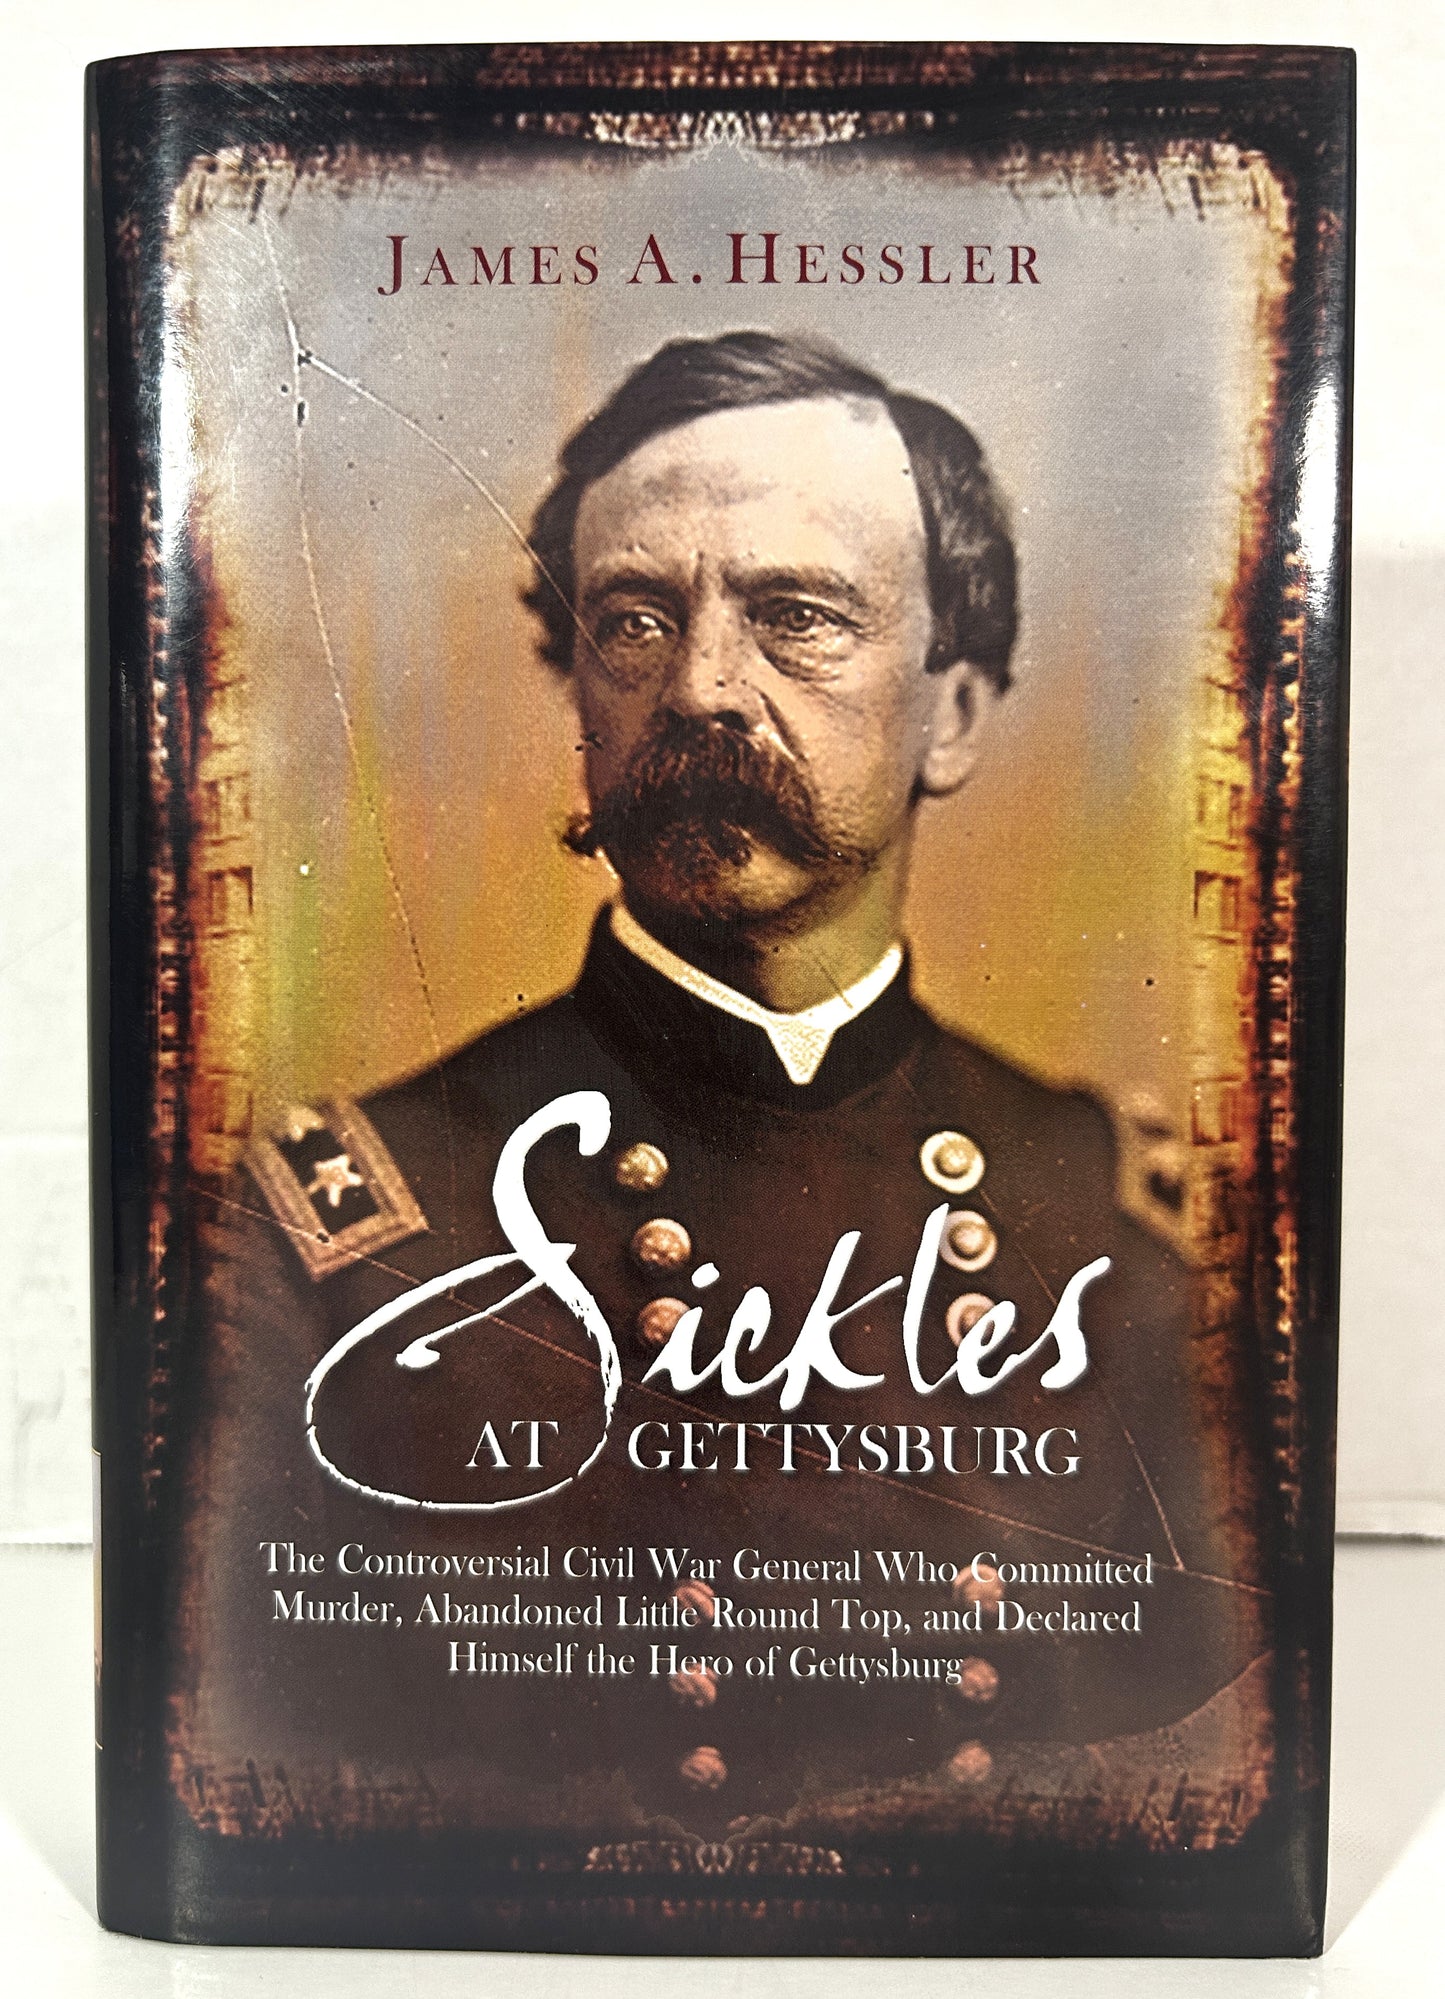 JAMES A. HESSLER
Sickles
AT GETTYSBURG
The Controversial Civil War General Who Committed
Murder, Abandoned Little Round Top, and Declared
Himself the Hero of Gettysburg